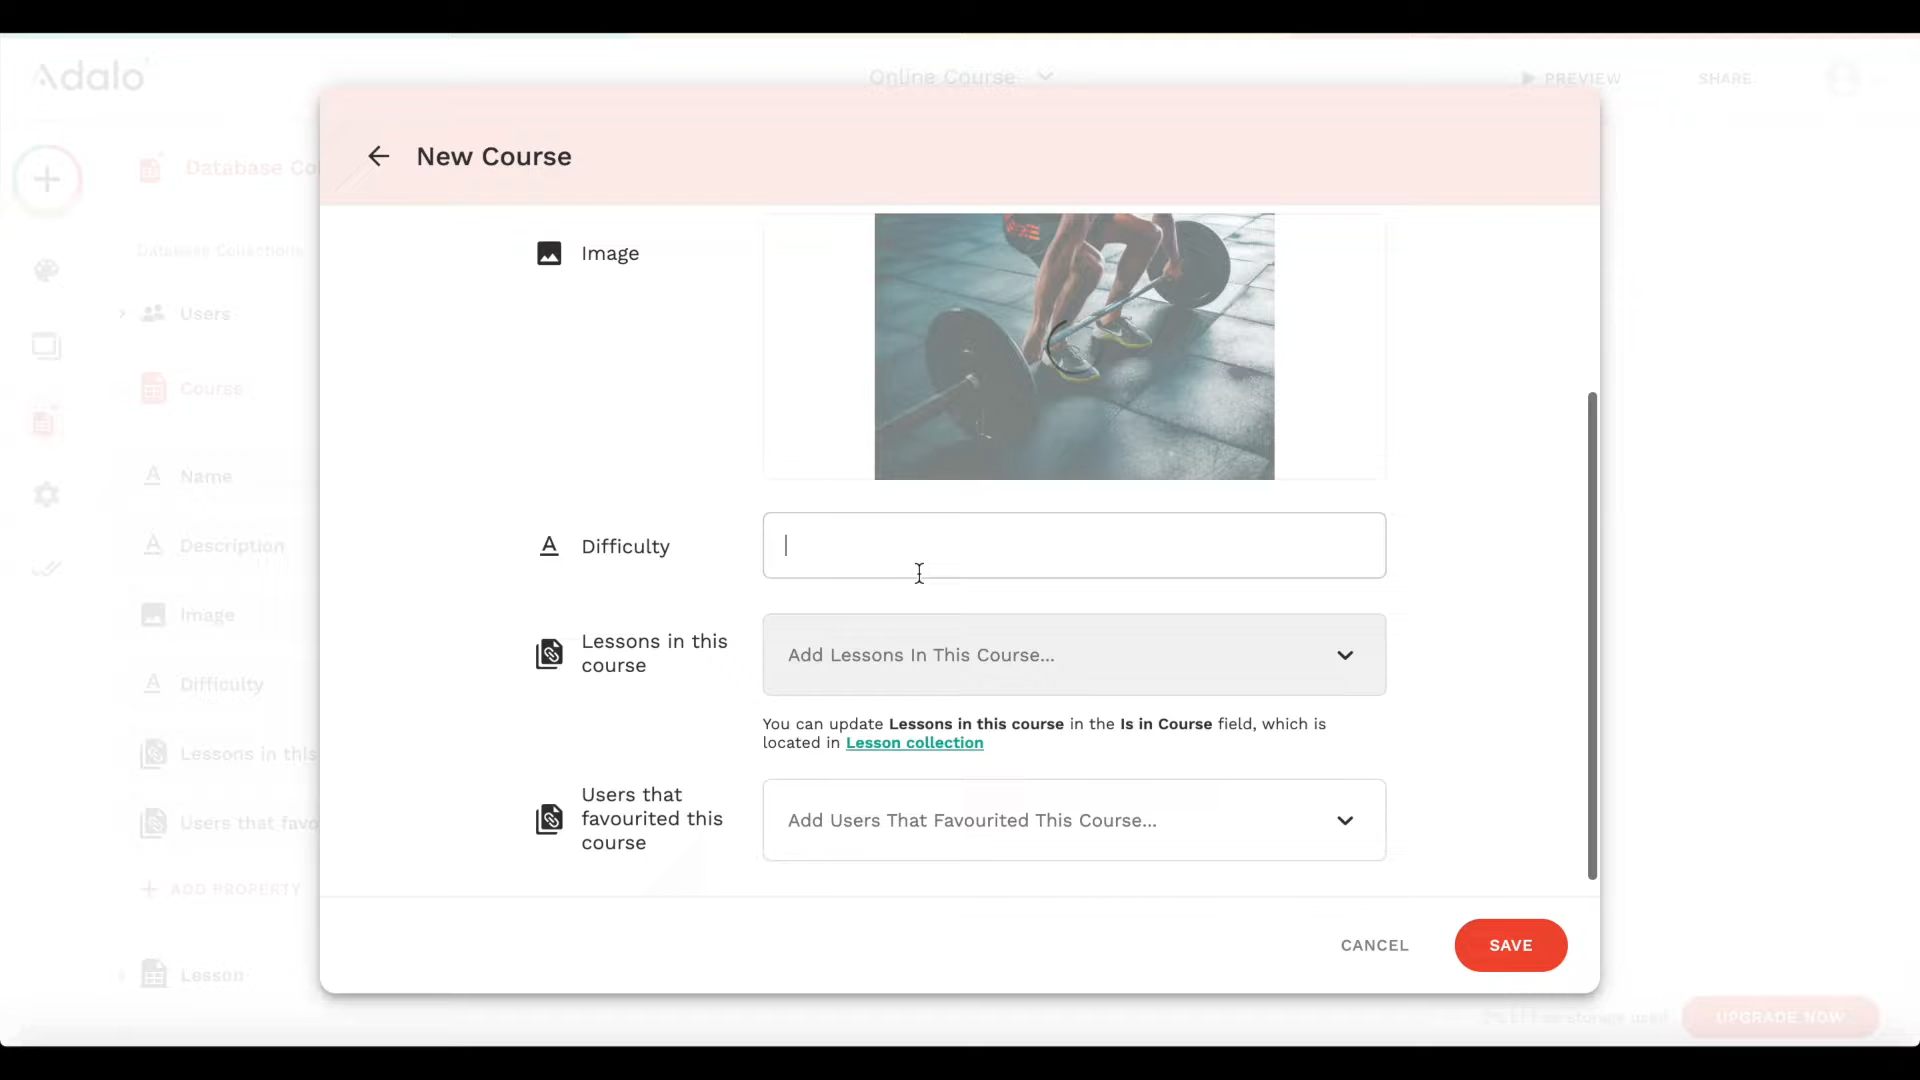 Adalo
Online Course
PREVIEW
SHARE
New Course
Database Co
Database Collections
Users
Course
Name
Description
Image
Difficulty
Lessons in this
Users that favo
ADD PROPERTY
Lesson
Image
Difficulty
Lessons in this
course
Add Lessons In This Course...
You can update Lessons in this course in the Is in Course field, which is
located in Lesson collection
Users that
favourited this
course
Add Users That Favourited This Course...
CANCEL
SAVE
storage used
UPGRADE NOW